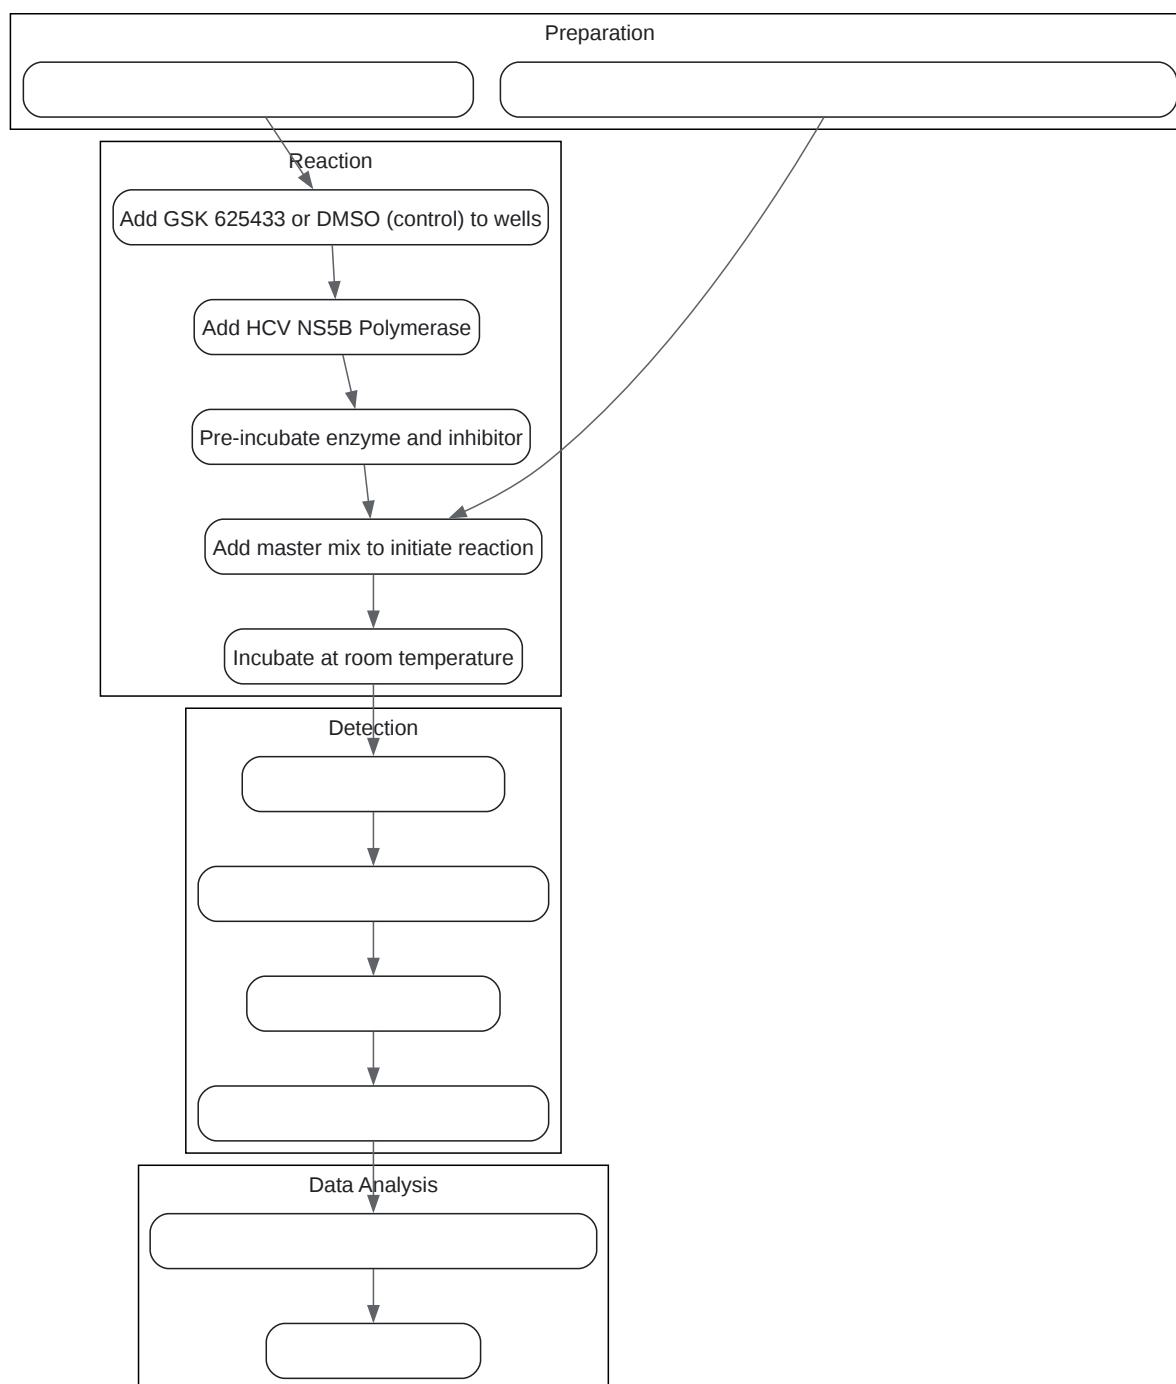 Preparation
Reaction
Add GSK 625433 or DMSO (control) to wells
Add HCV NS5B Polymerase
Pre-incubate enzyme and inhibitor
Add master mix to initiate reaction
Incubate at room temperature
Detection
Data Analysis